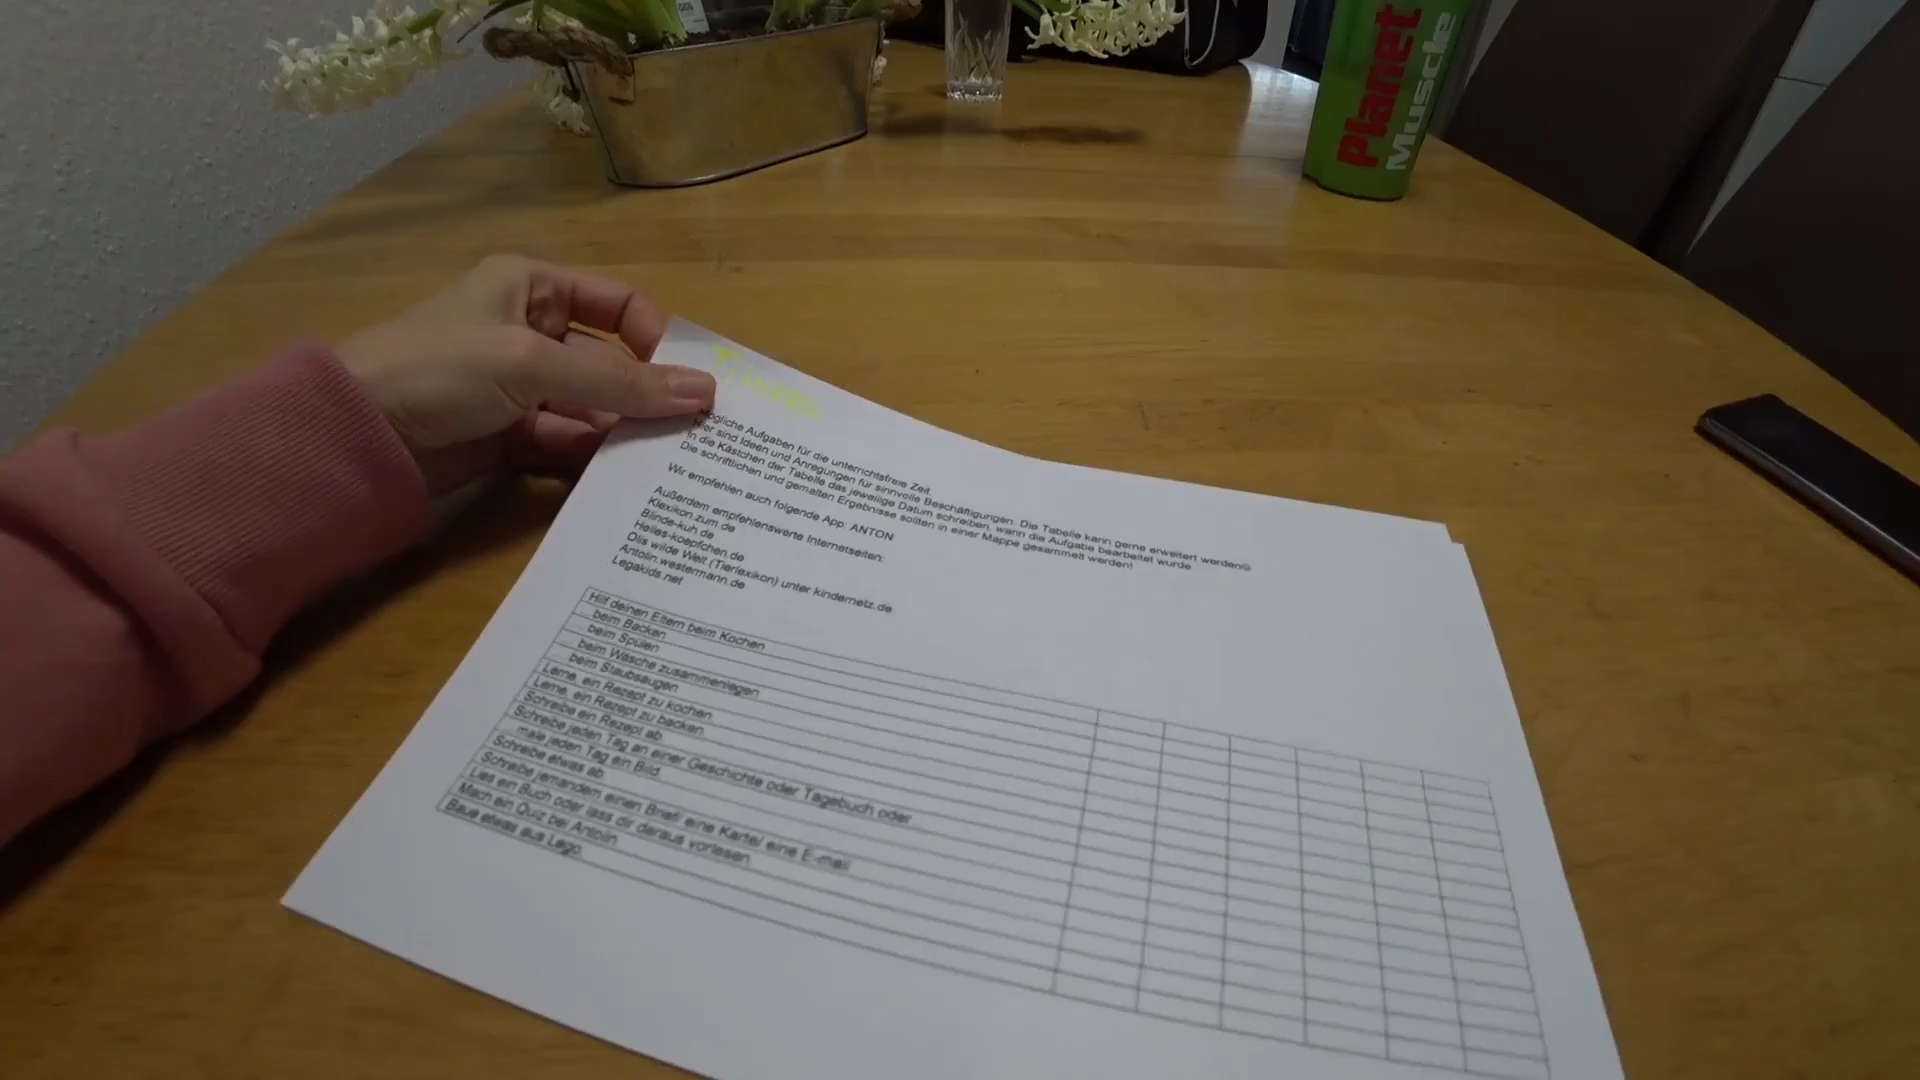 Planet
Muscle
Mögliche Aufgaben für die unterrichtsfreie Zeit.
Hier sind Ideen und Anregungen für sinnvolle Beschäftigungen. Die Tabelle kann gerne erweitert werden☺
In die Kästchen der Tabelle das jeweilige Datum schreiben, wann die Aufgabe bearbeitet wurde
Die schriftlichen und gemalten Ergebnisse sollten in einer Mappe gesammelt werden!
Wir empfehlen auch folgende App: ANTON
Außerdem empfehlenswerte Internetseiten:
Klexikon.zum.de
Blinde-kuh.de
Helles-koepfchen.de
Olis wilde Welt (Tierlexikon) unter kindernetz.de
Antolin.westermann.de
Legakids.net
Hilf deinen Eltern beim Kochen
beim Backen
beim Spülen
beim Wäsche zusammenlegen
beim Staubsaugen
Lerne, ein Rezept zu kochen
Lerne, ein Rezept zu backen
Schreibe ein Rezept ab
Schreibe jeden Tag an einer Geschichte oder Tagebuch oder
male jeden Tag ein Bild
Schreibe etwas ab
Schreibe jemandem einen Brief/ eine Karte/ eine E-mail
Lies ein Buch oder lass dir daraus vorlesen
Mach ein Quiz bei Antolin
Baue etwas aus Lego